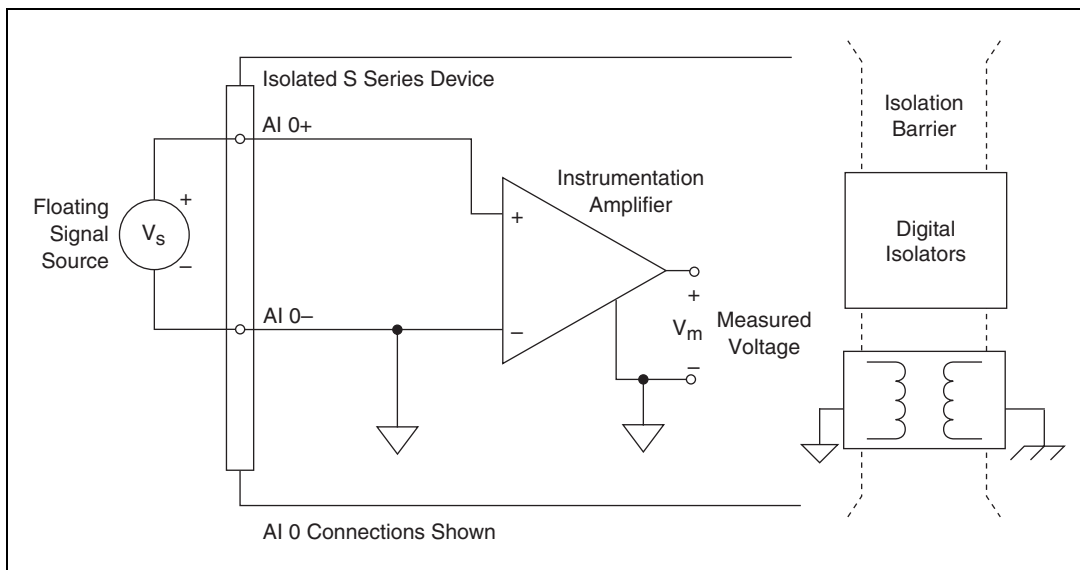 Isolated S Series Device
AI 0+
Isolation
Barrier
Instrumentation
Amplifier
+
Floating
Signal
Source
+
Vs
–
Digital
Isolators
AI 0–
–
+
Vm
–
Measured
Voltage
AI 0 Connections Shown